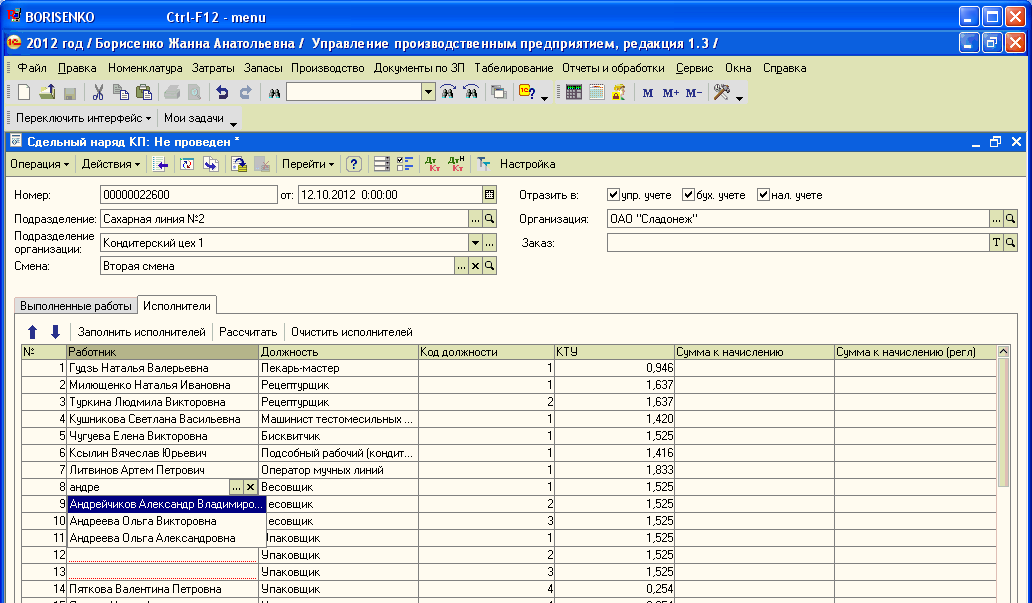 BORISENKO Ctrl-F12 - menu
2012 год / Борисенко Жанна Анатольевна / Управление производственным предприятием, редакция 1.3 /
Файл Правка Номенклатура Затраты Запасы Производство Документы по ЗП Табелирование Отчеты и обработки Сервис Окна Справка
M M+ M-
Переключить интерфейс Мои задачи
Сдельный наряд КП: Не проведен *
Операция Действия Перейти ? Дт Кт Дт Н Кт Настройка
Номер: 00000022600 от: 12.10.2012 0:00:00 Отразить в: упр. учете бух. учете нал. учете
Подразделение: Сахарная линия №2 ... Организация: ОАО "Сладонеж" ...
Подразделение организации: Кондитерский цех 1 ... Заказ: T
Смена: Вторая смена ... x
Выполненные работы Исполнители
Заполнить исполнителей Рассчитать Очистить исполнителей
№ Работник Должность Код должности КТУ Сумма к начислению Сумма к начислению (регл)
1 Гудзь Наталья Валерьевна Пекарь-мастер 1 0,946
2 Милющенко Наталья Ивановна Рецептурщик 1 1,637
3 Туркина Людмила Викторовна Рецептурщик 2 1,637
4 Кушникова Светлана Васильевна Машинист тестомесильных ... 1 1,420
5 Чугуева Елена Викторовна Бисквитчик 1 1,525
6 Ксылин Вячеслав Юрьевич Подсобный рабочий (кондит... 1 1,416
7 Литвинов Артем Петрович Оператор мучных линий 1 1,833
8 андре ... x Весовщик 1 1,525
9 Андрейчиков Александр Владимиро... есовщик 2 1,525
10 Андреева Ольга Викторовна есовщик 3 1,525
11 Андреева Ольга Александровна паковщик 1 1,525
12 Упаковщик 2 1,525
13 Упаковщик 3 1,525
14 Пяткова Валентина Петровна Упаковщик 4 0,254